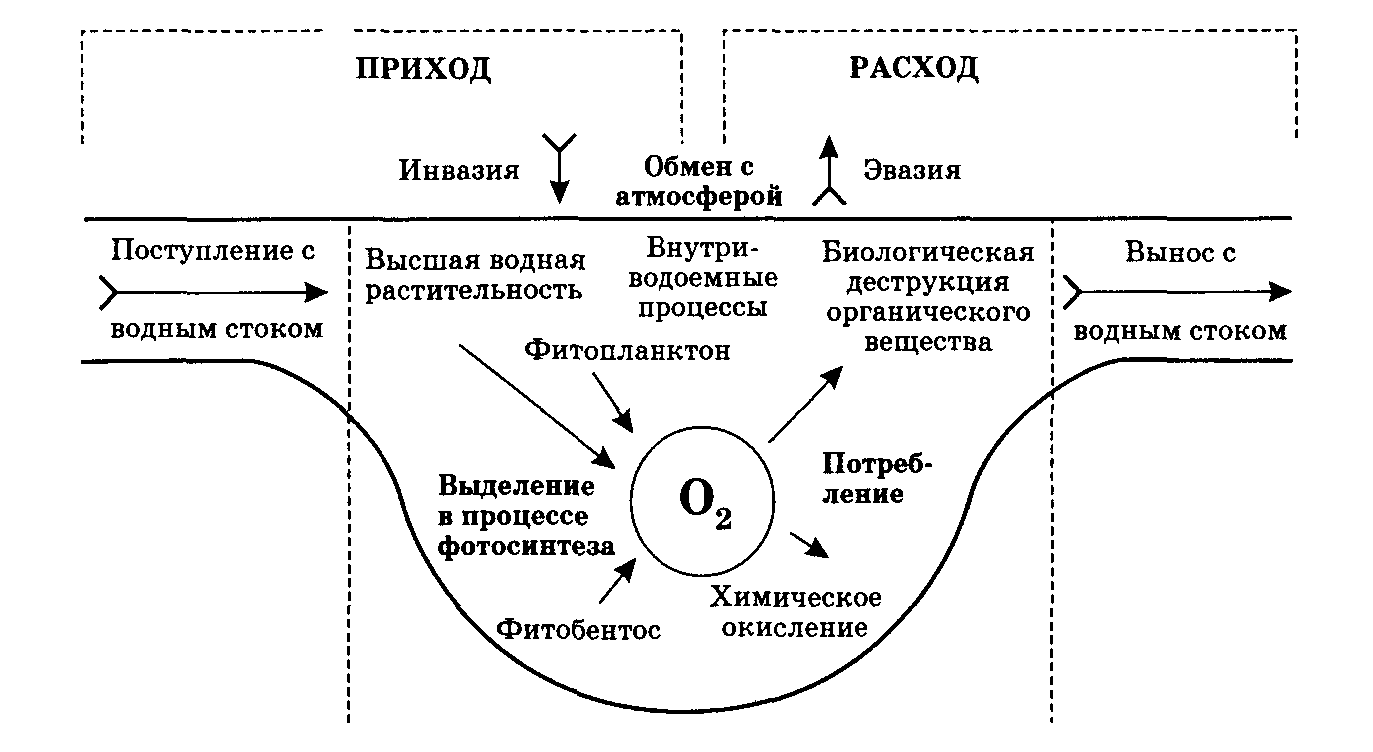 ПРИХОД
РАСХОД
Инвазия
Обмен с
атмосферой
Эвазия
Поступление с
водным стоком
Высшая водная
растительность
Внутри-
водоемные
процессы
Биологическая
деструкция
органического
вещества
Вынос с
водным стоком
Фитопланктон
Выделение
в процессе
фотосинтеза
O₂
Потреб-
ление
Фитобентос
Химическое
окисление